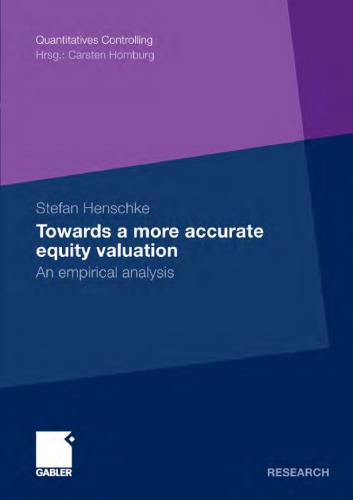 Quantitatives Controlling
Hrsg.: Carsten Homburg
Stefan Henschke
Towards a more accurate
equity valuation
An empirical analysis
GABLER
RESEARCH